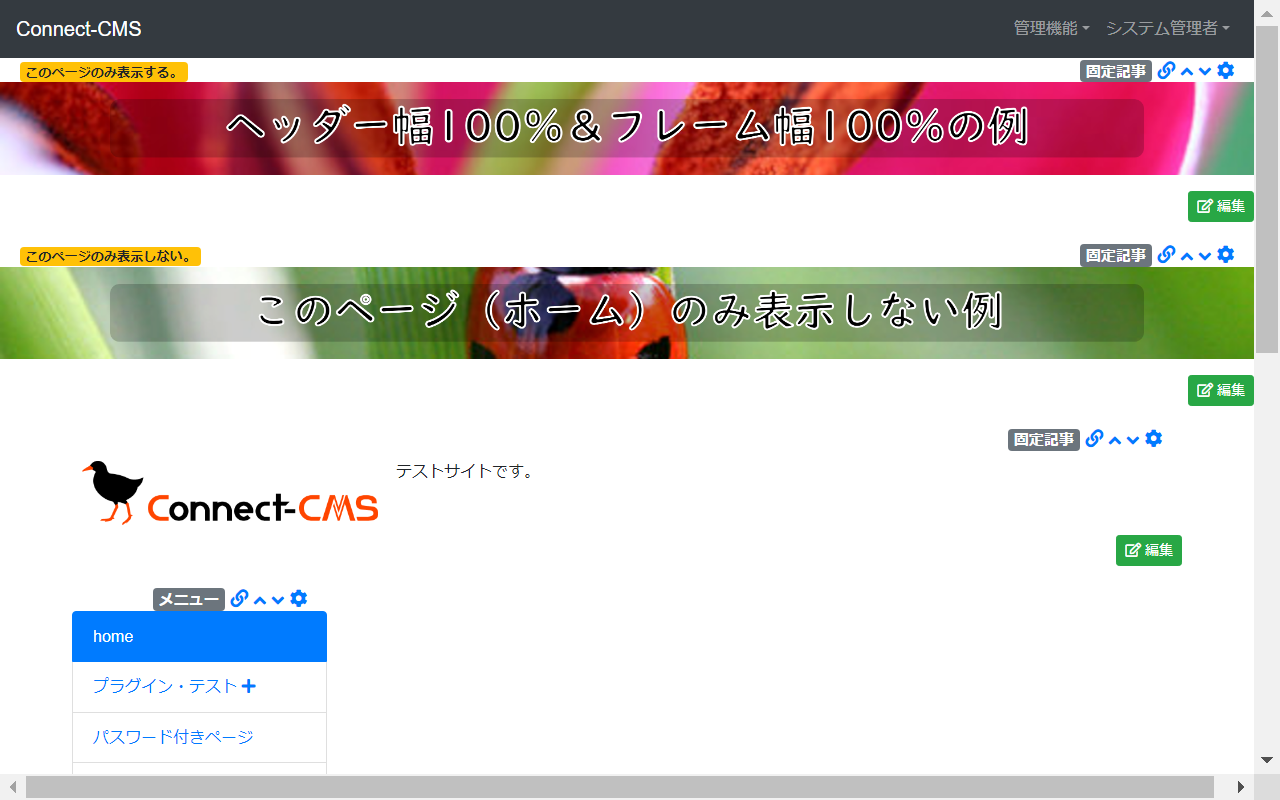 Connect-CMS
管理機能 システム管理者
このページのみ表示する。
固定記事
ヘッダー幅100%＆フレーム幅100%の例
編集
このページのみ表示しない。
固定記事
このページ（ホーム）のみ表示しない例
編集
固定記事
Connect-CMS
テストサイトです。
編集
メニュー
home
プラグイン・テスト
パスワード付きページ